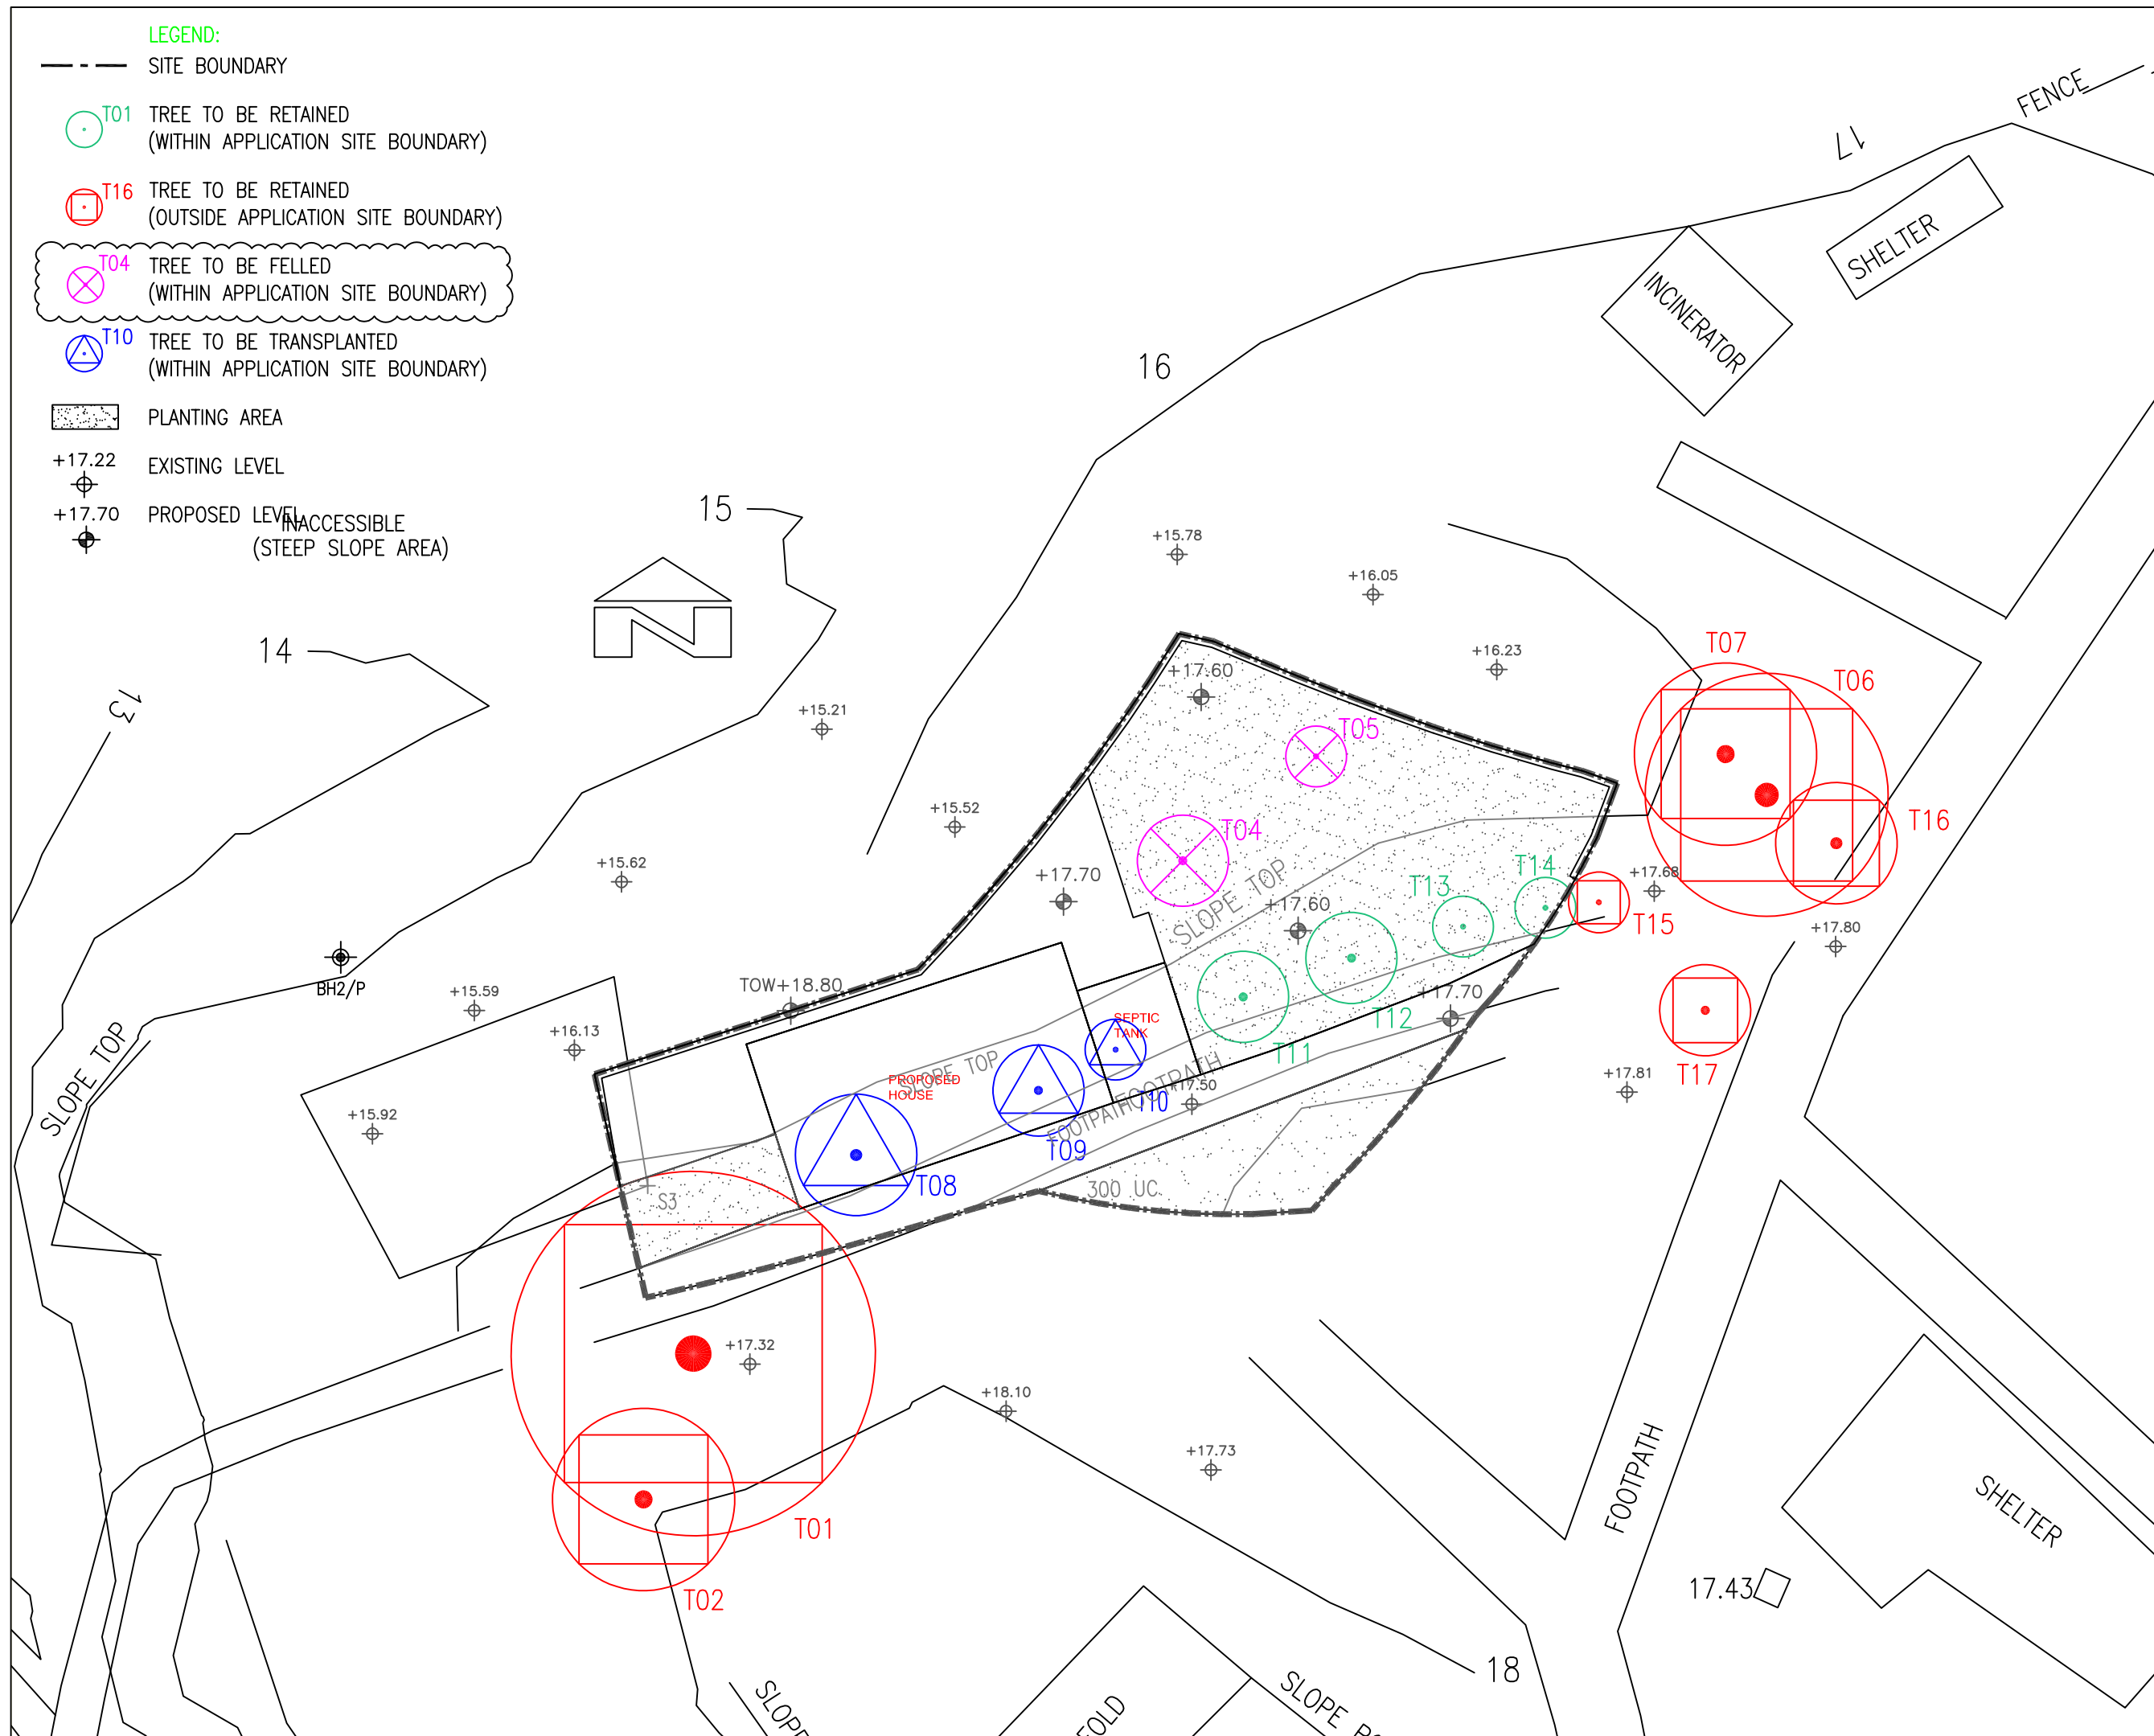 LEGEND:
SITE BOUNDARY
T01 TREE TO BE RETAINED
(WITHIN APPLICATION SITE BOUNDARY)
T16 TREE TO BE RETAINED
(OUTSIDE APPLICATION SITE BOUNDARY)
T04 TREE TO BE FELLED
(WITHIN APPLICATION SITE BOUNDARY)
T10 TREE TO BE TRANSPLANTED
(WITHIN APPLICATION SITE BOUNDARY)
PLANTING AREA
+17.22 EXISTING LEVEL
+17.70 PROPOSED LEVEL
INACCESSIBLE
(STEEP SLOPE AREA)
FENCE
17
SHELTER
INCINERATOR
16
15
14
13
+15.78
+16.05
+16.23
+17.60
T07
T06
T05
T16
+15.21
+15.52
T04
+15.62
+17.70
SLOPE TOP
+17.60
T13
T14
+17.68
T15
+17.80
BH2/P
TOW+18.80
+15.59
+16.13
SEPTIC
TANK
T12
+17.70
T11
T17
+17.81
SLOPE TOP
+15.92
PROPOSED
HOUSE
SLOPE TOP
FOOTPATH
FOOTPATH
T10
+17.50
T09
T08
300 UC
S3
+17.32
+18.10
+17.73
T01
T02
FOOTPATH
SHELTER
17.43
18
SLOPE